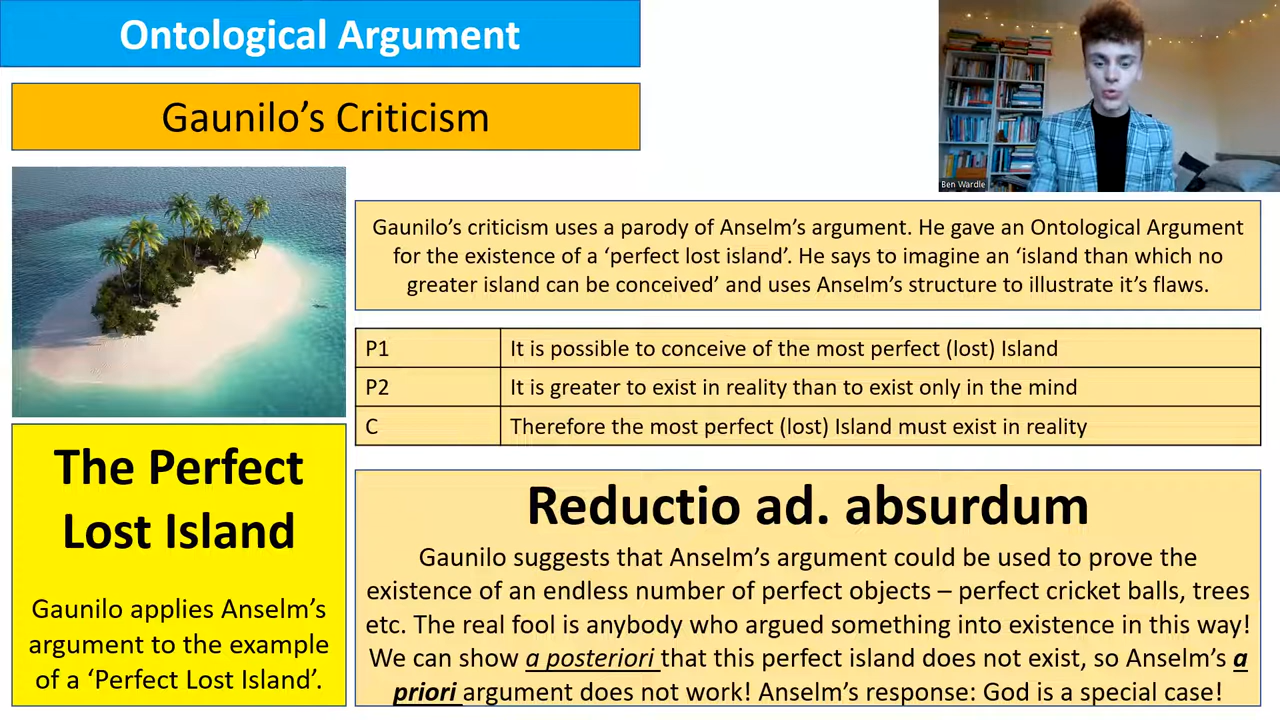 Ontological Argument
Gaunilo’s Criticism
Ben Wardle
Gaunilo’s criticism uses a parody of Anselm’s argument. He gave an Ontological Argument
for the existence of a ‘perfect lost island’. He says to imagine an ‘island than which no
greater island can be conceived’ and uses Anselm’s structure to illustrate it’s flaws.
P1 It is possible to conceive of the most perfect (lost) Island
P2 It is greater to exist in reality than to exist only in the mind
C Therefore the most perfect (lost) Island must exist in reality
The Perfect
Lost Island
Gaunilo applies Anselm’s
argument to the example
of a ‘Perfect Lost Island’.
Reductio ad. absurdum
Gaunilo suggests that Anselm’s argument could be used to prove the
existence of an endless number of perfect objects – perfect cricket balls, trees
etc. The real fool is anybody who argued something into existence in this way!
We can show a posteriori that this perfect island does not exist, so Anselm’s a
priori argument does not work! Anselm’s response: God is a special case!